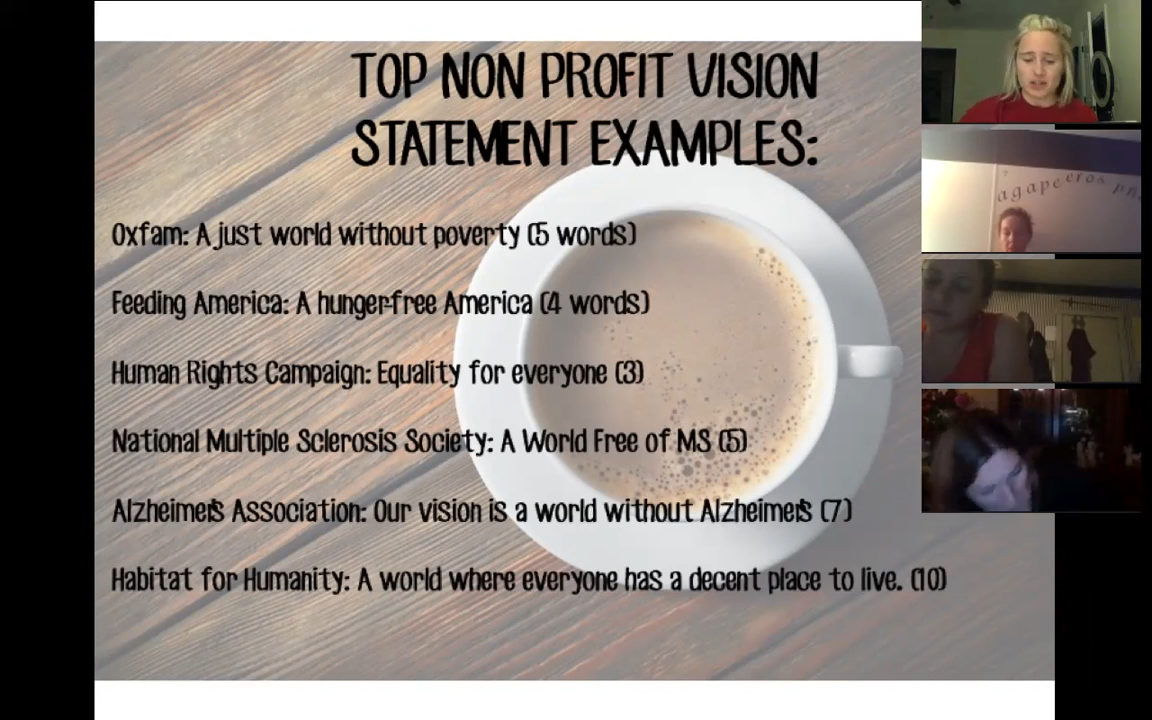 TOP NON PROFIT VISION
STATEMENT EXAMPLES:
Oxfam: A just world without poverty (5 words)
Feeding America: A hunger-free America (4 words)
Human Rights Campaign: Equality for everyone (3)
National Multiple Sclerosis Society: A World Free of MS (5)
Alzheimer's Association: Our vision is a world without Alzheimer's (7)
Habitat for Humanity: A world where everyone has a decent place to live. (10)
agape eros